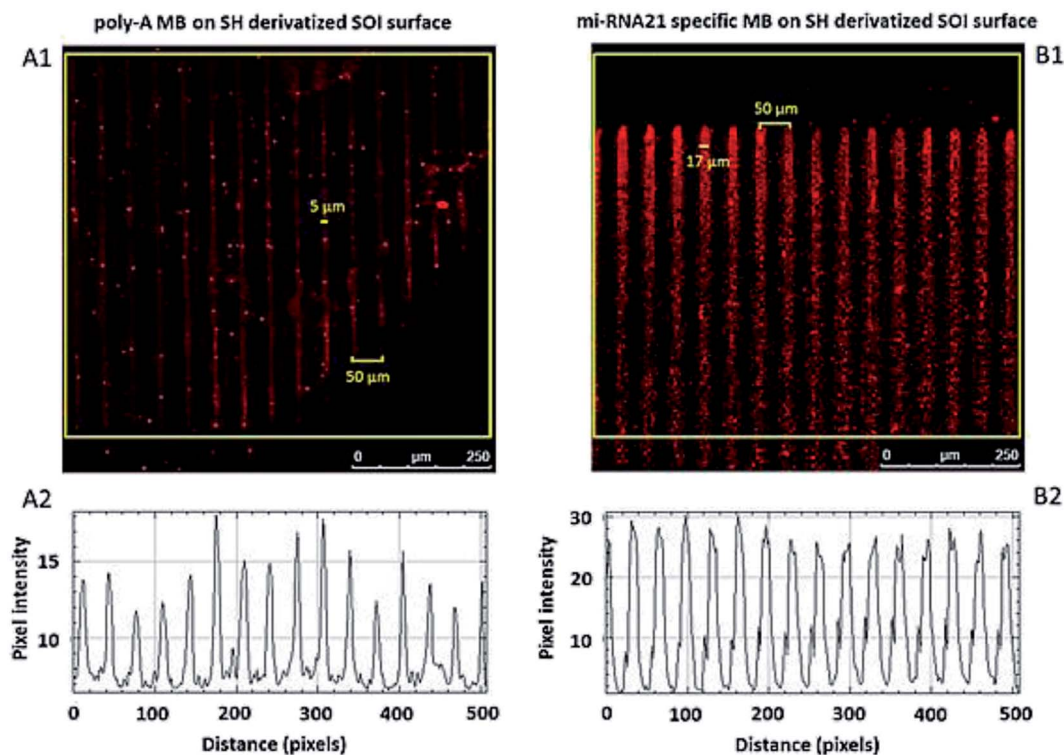 poly-A MB on SH derivatized SOI surface
A1
5 µm
50 µm
0 µm 250
mi-RNA21 specific MB on SH derivatized SOI surface
B1
50 µm
17 µm
0 µm 250
A2
Pixel intensity
15
10
0 100 200 300 400 500
Distance (pixels)
B2
Pixel intensity
30
20
10
0 100 200 300 400 500
Distance (pixels)